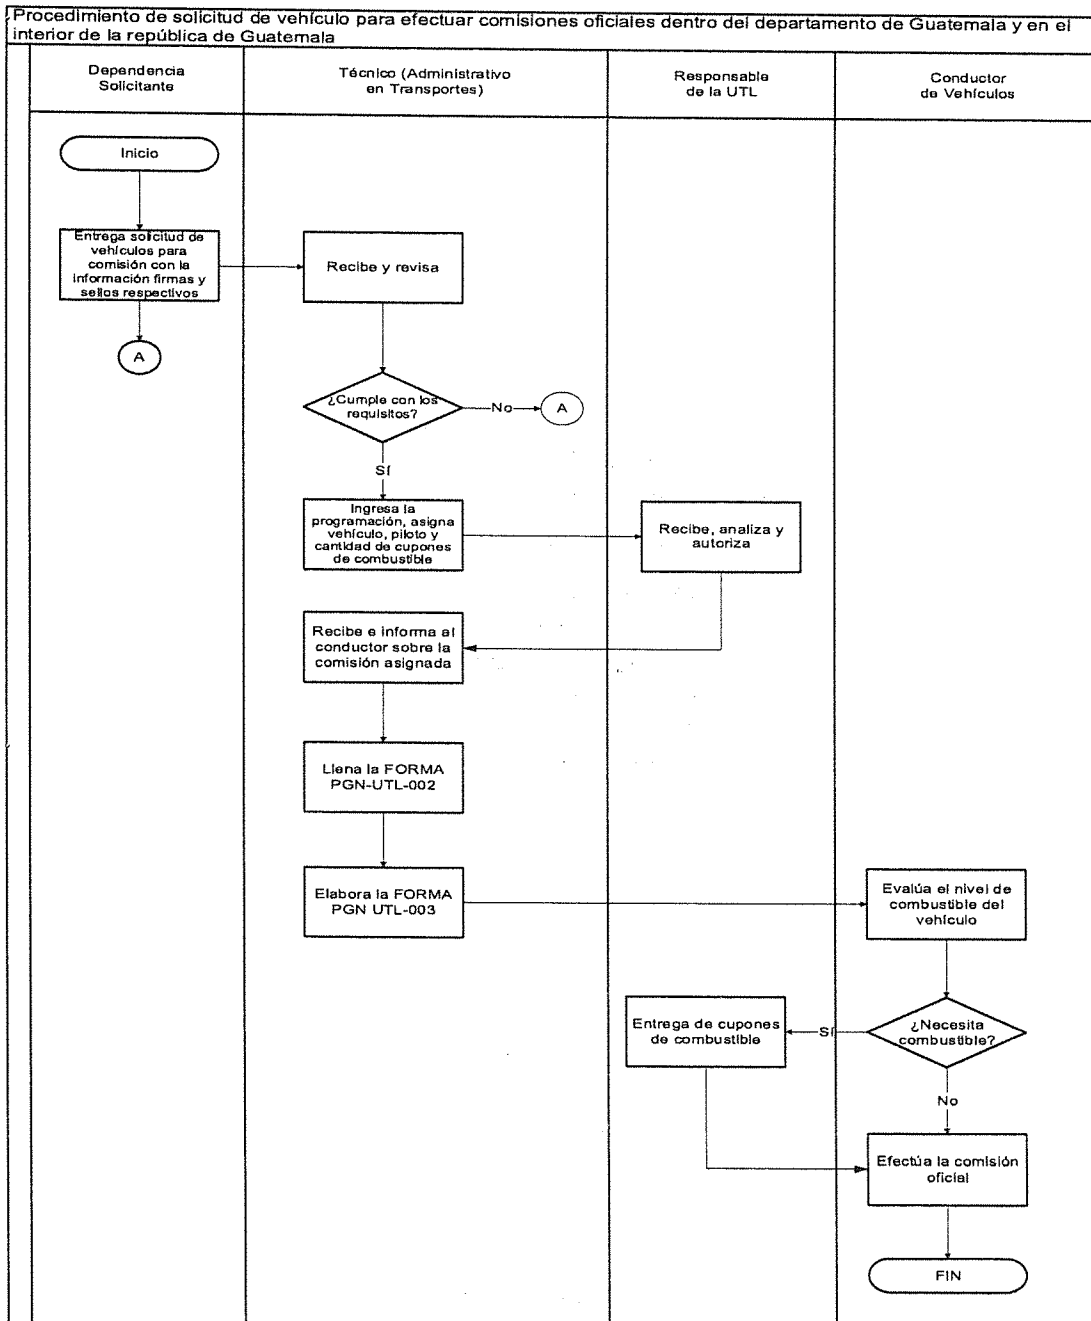 Procedimiento de solicitud de vehículo para efectuar comisiones oficiales dentro del departamento de Guatemala y en el
interior de la república de Guatemala
Dependencia
Solicitante
Técnico (Administrativo
en Transportes)
Responsable
de la UTL
Conductor
de Vehículos
Inicio
Entrega solicitud de
vehículos para
comisión con la
información firmas y
sellos respectivos
Recibe y revisa
A
¿Cumple con los
requisitos?
No
A
Sí
Ingresa la
programación, asigna
vehículo, piloto y
cantidad de cupones
de combustible
Recibe, analiza y
autoriza
Recibe e informa al
conductor sobre la
comisión asignada
Llena la FORMA
PGN-UTL-002
Elabora la FORMA
PGN UTL-003
Evalúa el nivel de
combustible del
vehículo
Entrega de cupones
de combustible
Sí
¿Necesita
combustible?
No
Efectúa la comisión
oficial
FIN